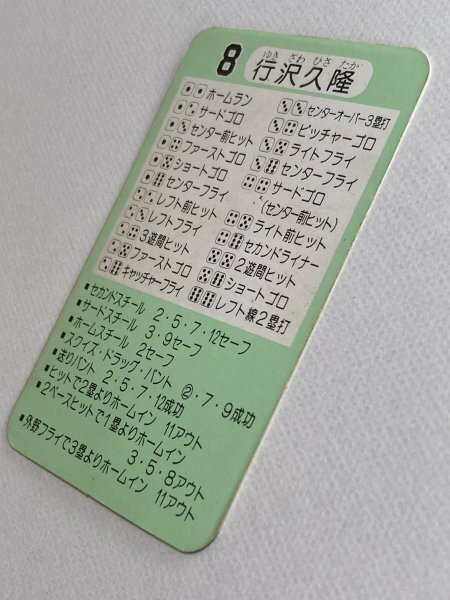 8 行沢久隆
ゆき ざわ ひさ たか
ホームラン
サードゴロ
センター前ヒット
ファーストゴロ
ショートゴロ
センターフライ
レフト前ヒット
レフトフライ
3遊間ヒット
ファーストゴロ
キャッチャーフライ
センターオーバー3塁打
ピッチャーゴロ
ライトフライ
センターフライ
サードゴロ
(センター前ヒット)
ライト前ヒット
セカンドライナー
2遊間ヒット
ショートゴロ
レフト線2塁打
■セカンドスチール 2・5・7・12セーフ
■サードスチール 3・9セーフ
■ホームスチール 2セーフ
■スクイズ・ドラッグ・バント ②・7・9成功
■送りバント 2・5・7・12成功
■ヒットで2塁よりホームイン 11アウト
■2ベースヒットで1塁よりホームイン
3・5・8アウト
■外野フライで3塁よりホームイン 11アウト